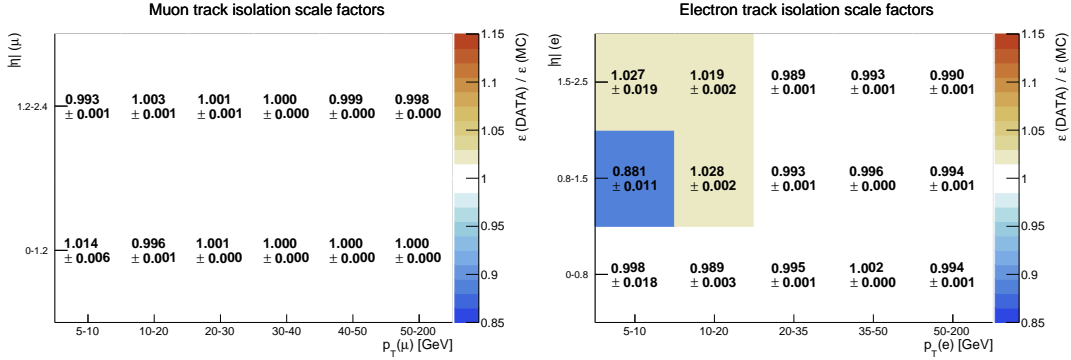 Muon track isolation scale factors
|η| (μ)
1.2-2.4
0.993 1.003 1.001 1.000 0.999 0.998
± 0.001 ± 0.001 ± 0.001 ± 0.000 ± 0.000 ± 0.000
0-1.2
1.014 0.996 1.001 1.000 1.000 1.000
± 0.006 ± 0.001 ± 0.000 ± 0.000 ± 0.000 ± 0.000
5-10 10-20 20-30 30-40 40-50 50-200
p_T(μ) [GeV]
1.15
1.1
1.05
1
0.95
0.9
0.85
ε (DATA) / ε (MC)
Electron track isolation scale factors
|η| (e)
1.5-2.5
1.027 1.019 0.989 0.993 0.990
± 0.019 ± 0.002 ± 0.001 ± 0.001 ± 0.001
0.8-1.5
0.881 1.028 0.993 0.996 0.994
± 0.011 ± 0.002 ± 0.001 ± 0.000 ± 0.001
0-0.8
0.998 0.989 0.995 1.002 0.994
± 0.018 ± 0.003 ± 0.001 ± 0.000 ± 0.001
5-10 10-20 20-35 35-50 50-200
p_T(e) [GeV]
1.15
1.1
1.05
1
0.95
0.9
0.85
ε (DATA) / ε (MC)